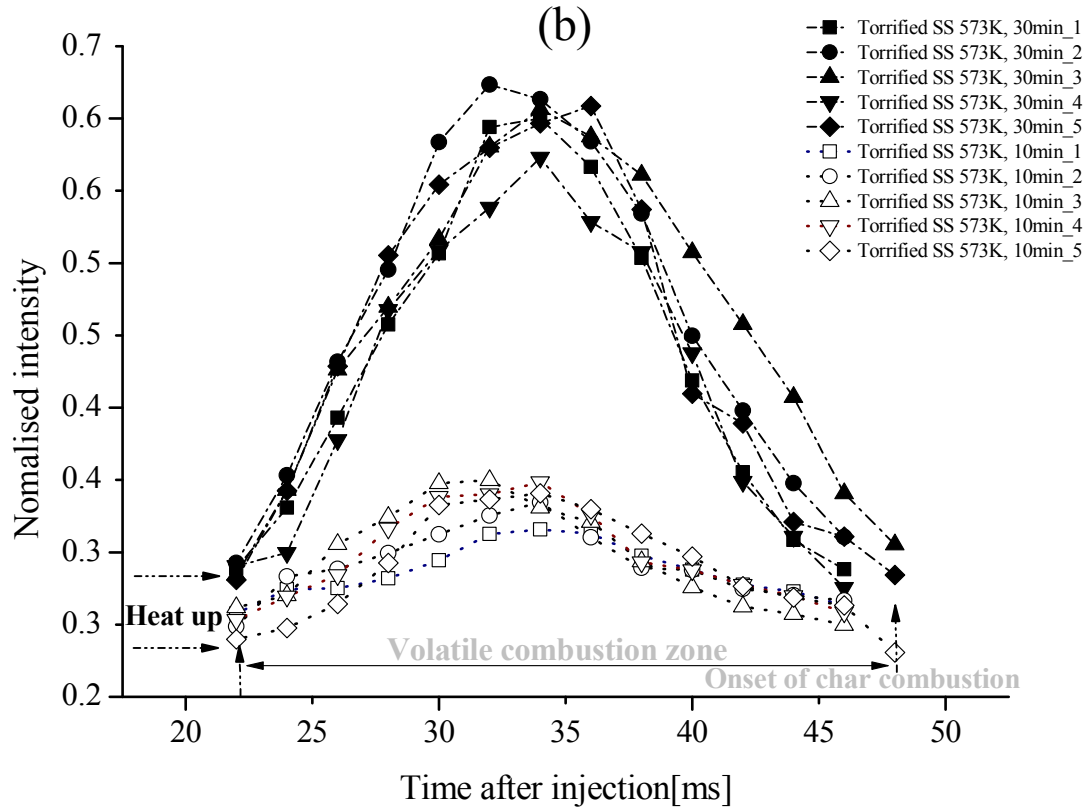 (b)
Torrified SS 573K, 30min_1
Torrified SS 573K, 30min_2
Torrified SS 573K, 30min_3
Torrified SS 573K, 30min_4
Torrified SS 573K, 30min_5
Torrified SS 573K, 10min_1
Torrified SS 573K, 10min_2
Torrified SS 573K, 10min_3
Torrified SS 573K, 10min_4
Torrified SS 573K, 10min_5
0.7
0.6
0.6
0.5
0.5
0.4
0.4
0.3
0.3
0.2
Nomalised intensity
Heat up
Volatile combustion zone
Onset of char combustion
20 25 30 35 40 45 50
Time after injection[ms]